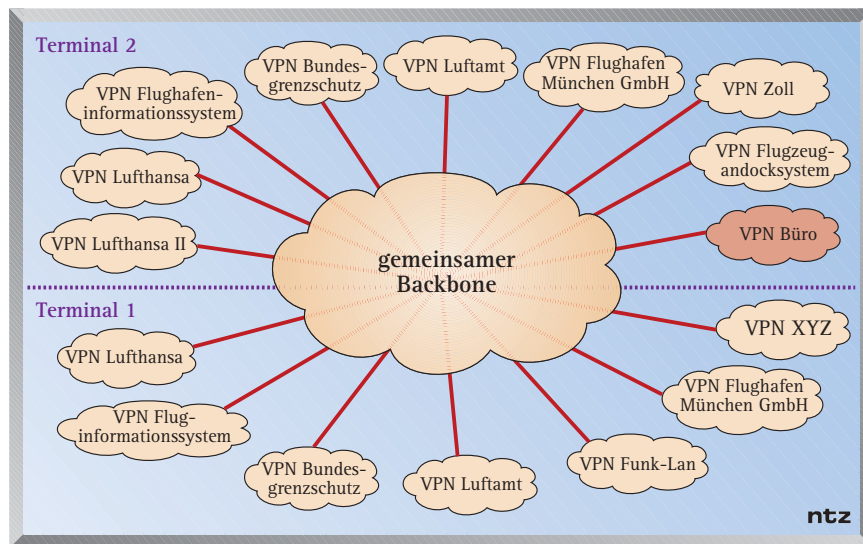 Terminal 2
VPN Flughafen-
informationssystem
VPN Bundes-
grenzschutz
VPN Luftamt
VPN Flughafen
München GmbH
VPN Zoll
VPN Lufthansa
VPN Flugzeug-
andocksystem
VPN Lufthansa II
VPN Büro
gemeinsamer
Backbone
Terminal 1
VPN Lufthansa
VPN XYZ
VPN Flug-
informationssystem
VPN Flughafen
München GmbH
VPN Bundes-
grenzschutz
VPN Luftamt
VPN Funk-Lan
ntz